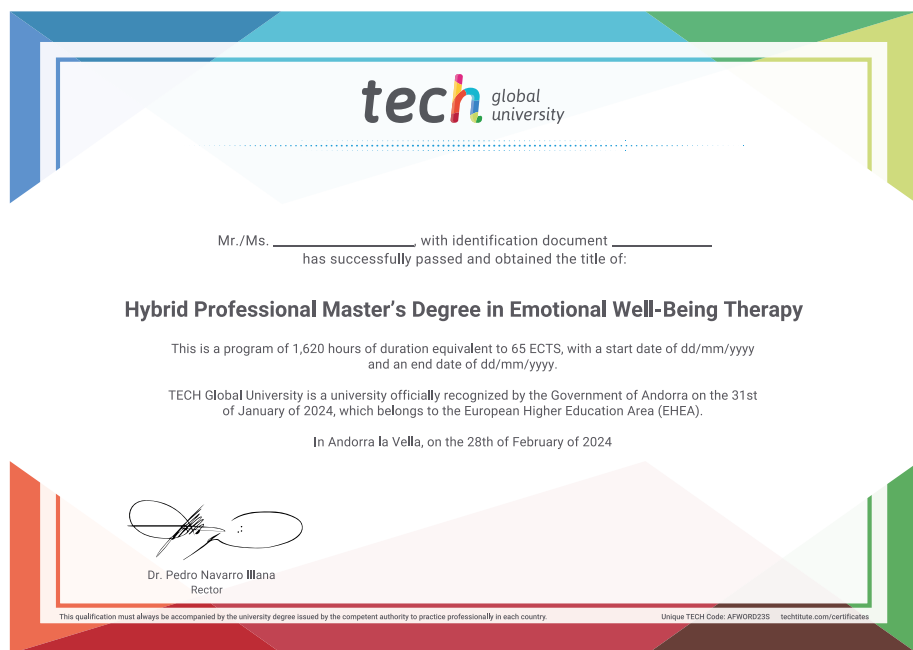 tech global university
Mr./Ms. ____________, with identification document ____________
has successfully passed and obtained the title of:
Hybrid Professional Master's Degree in Emotional Well-Being Therapy
This is a program of 1,620 hours of duration equivalent to 65 ECTS, with a start date of dd/mm/yyyy
and an end date of dd/mm/yyyy.
TECH Global University is a university officially recognized by the Government of Andorra on the 31st
of January of 2024, which belongs to the European Higher Education Area (EHEA).
In Andorra la Vella, on the 28th of February of 2024
Dr. Pedro Navarro Illana
Rector
This qualification must always be accompanied by the university degree issued by the competent authority to practice professionally in each country.
Unique TECH Code: AFWORD23S techtitute.com/certificates